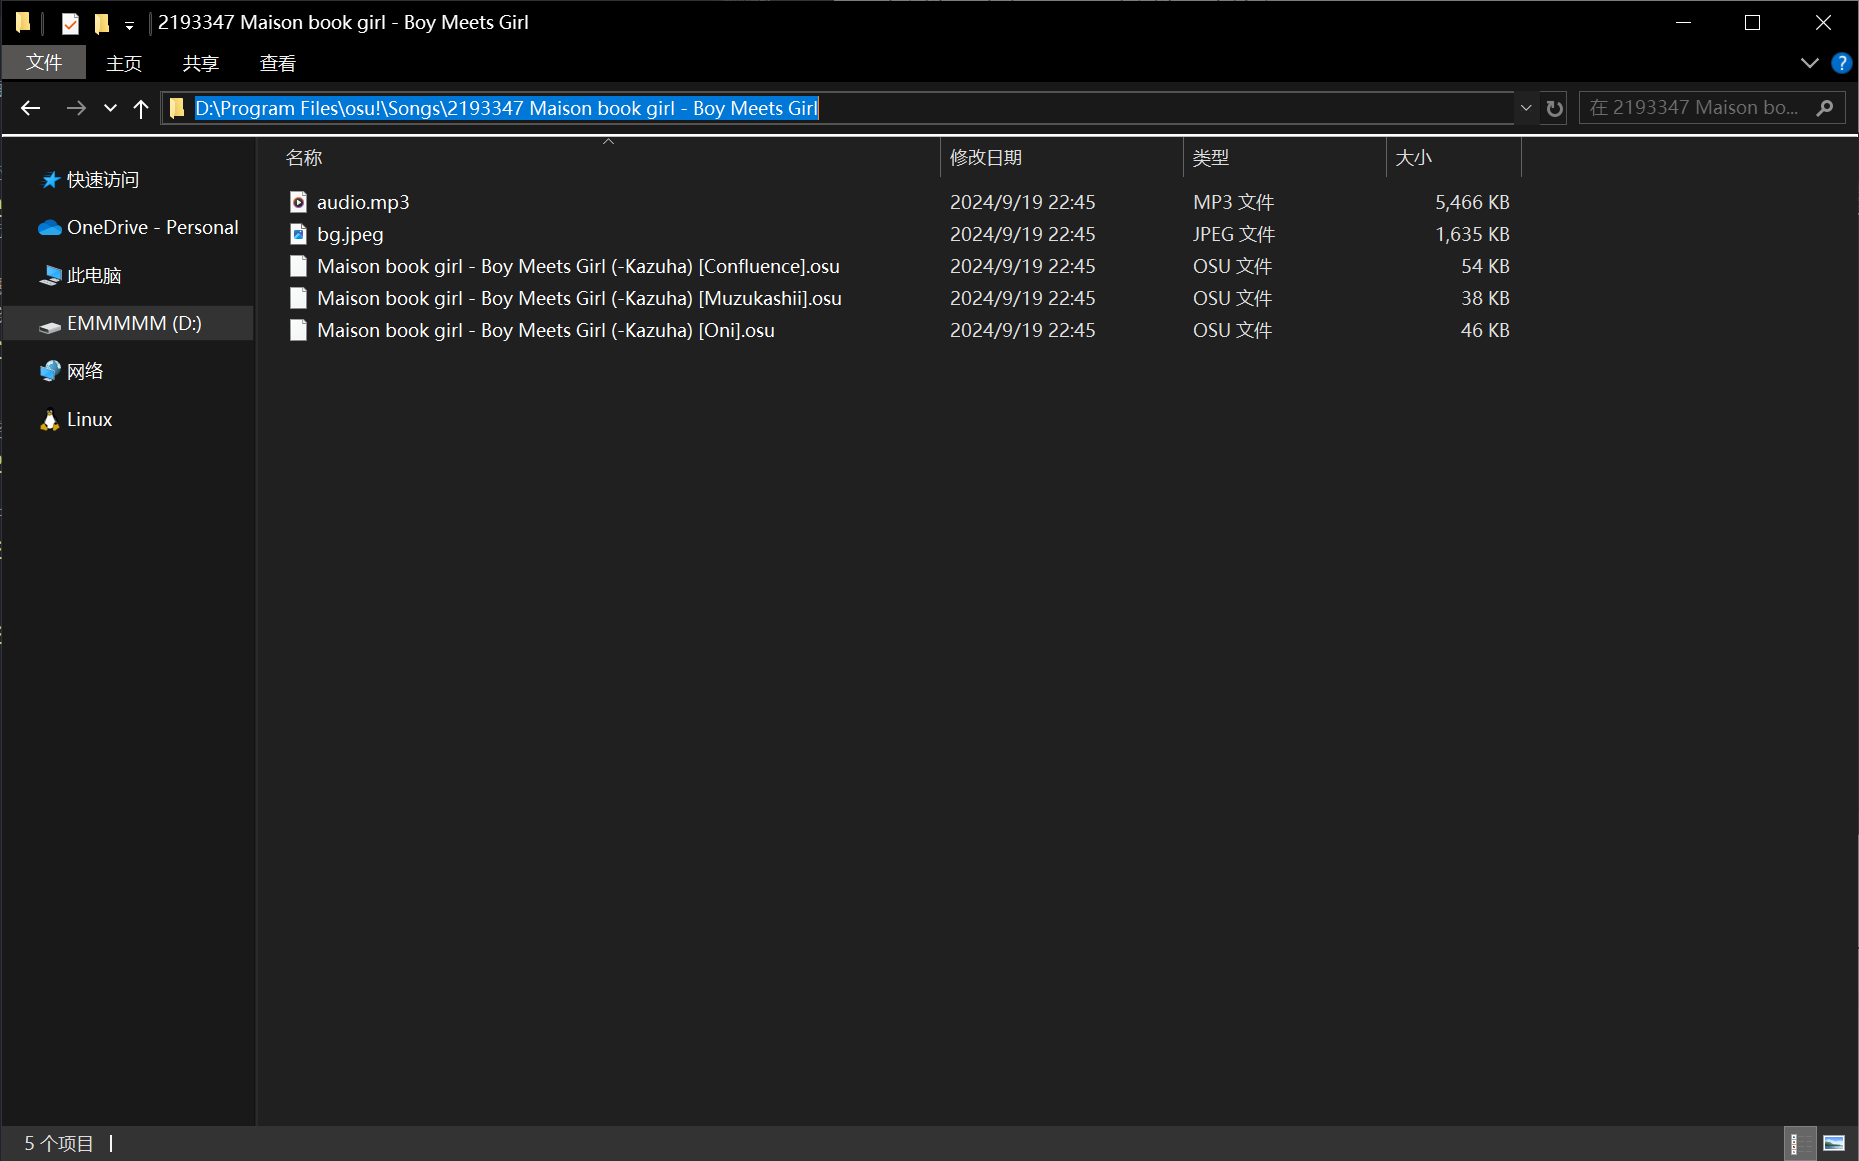 2193347 Maison book girl - Boy Meets Girl
文件 主页 共享 查看
D:\Program Files\osu!\Songs\2193347 Maison book girl - Boy Meets Girl 在 2193347 Maison bo...
快速访问
OneDrive - Personal
此电脑
EMMMMM (D:)
网络
Linux
名称 修改日期 类型 大小
audio.mp3 2024/9/19 22:45 MP3 文件 5,466 KB
bg.jpeg 2024/9/19 22:45 JPEG 文件 1,635 KB
Maison book girl - Boy Meets Girl (-Kazuha) [Confluence].osu 2024/9/19 22:45 OSU 文件 54 KB
Maison book girl - Boy Meets Girl (-Kazuha) [Muzukashii].osu 2024/9/19 22:45 OSU 文件 38 KB
Maison book girl - Boy Meets Girl (-Kazuha) [Oni].osu 2024/9/19 22:45 OSU 文件 46 KB
5 个项目